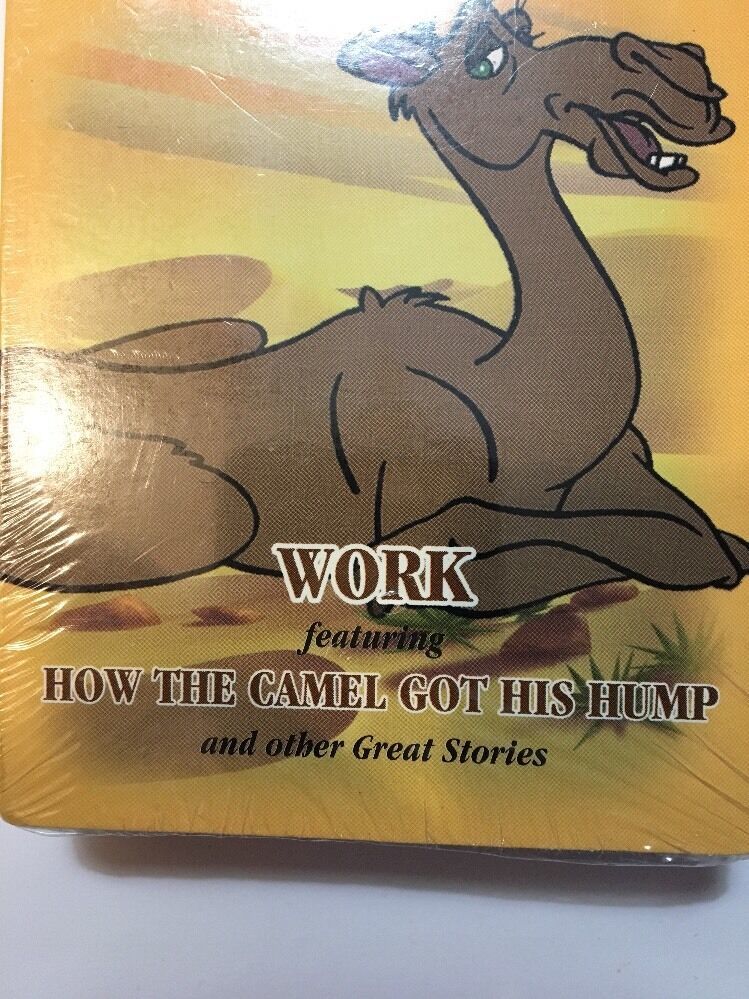 WORK
featuring
HOW THE CAMEL GOT HIS HUMP
and other Great Stories